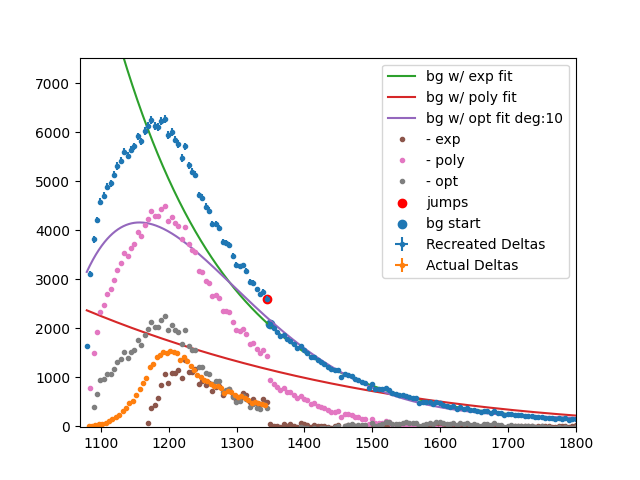 7000
6000
5000
4000
3000
2000
1000
0
1100 1200 1300 1400 1500 1600 1700 1800
bg w/ exp fit
bg w/ poly fit
bg w/ opt fit deg:10
- exp
- poly
- opt
jumps
bg start
Recreated Deltas
Actual Deltas